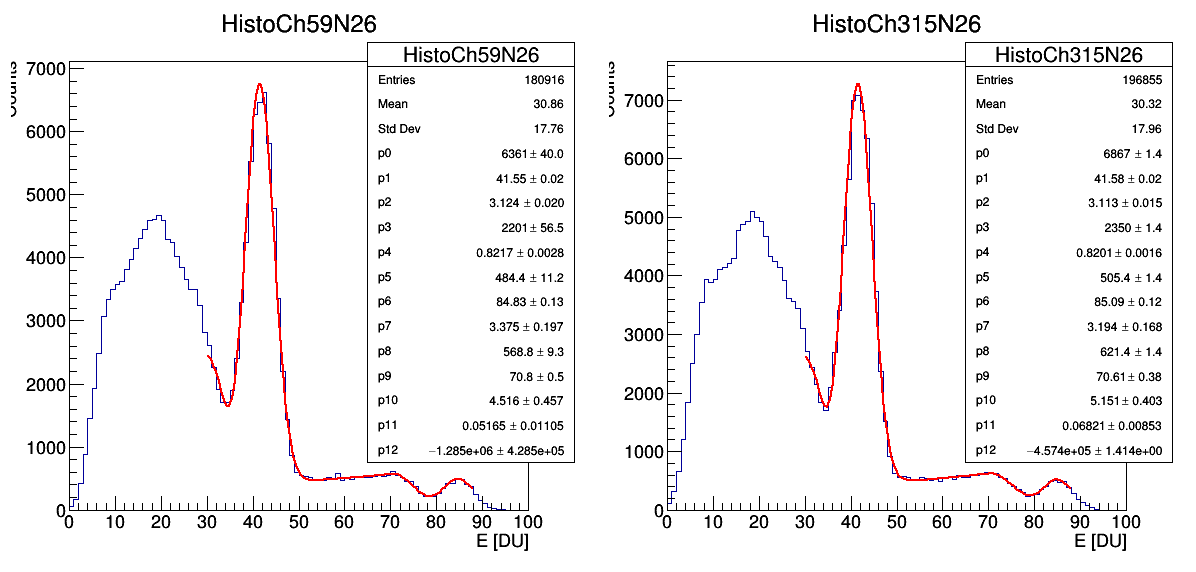 HistoCh59N26
HistoCh59N26
Entries 180916
Mean 30.86
Std Dev 17.76
p0 6361 ± 40.0
p1 41.55 ± 0.02
p2 3.124 ± 0.020
p3 2201 ± 56.5
p4 0.8217 ± 0.0028
p5 484.4 ± 11.2
p6 84.83 ± 0.13
p7 3.375 ± 0.197
p8 568.8 ± 9.3
p9 70.8 ± 0.5
p10 4.516 ± 0.457
p11 0.05165 ± 0.01105
p12 −1.285e+06 ± 4.285e+05
7000
6000
5000
4000
3000
2000
1000
0
0 10 20 30 40 50 60 70 80 90 100
E [DU]
HistoCh315N26
HistoCh315N26
Entries 196855
Mean 30.32
Std Dev 17.96
p0 6867 ± 1.4
p1 41.58 ± 0.02
p2 3.113 ± 0.015
p3 2350 ± 1.4
p4 0.8201 ± 0.0016
p5 505.4 ± 1.4
p6 85.09 ± 0.12
p7 3.194 ± 0.168
p8 621.4 ± 1.4
p9 70.61 ± 0.38
p10 5.151 ± 0.403
p11 0.06821 ± 0.00853
p12 −4.574e+05 ± 1.414e+00
7000
6000
5000
4000
3000
2000
1000
0
0 10 20 30 40 50 60 70 80 90 100
E [DU]